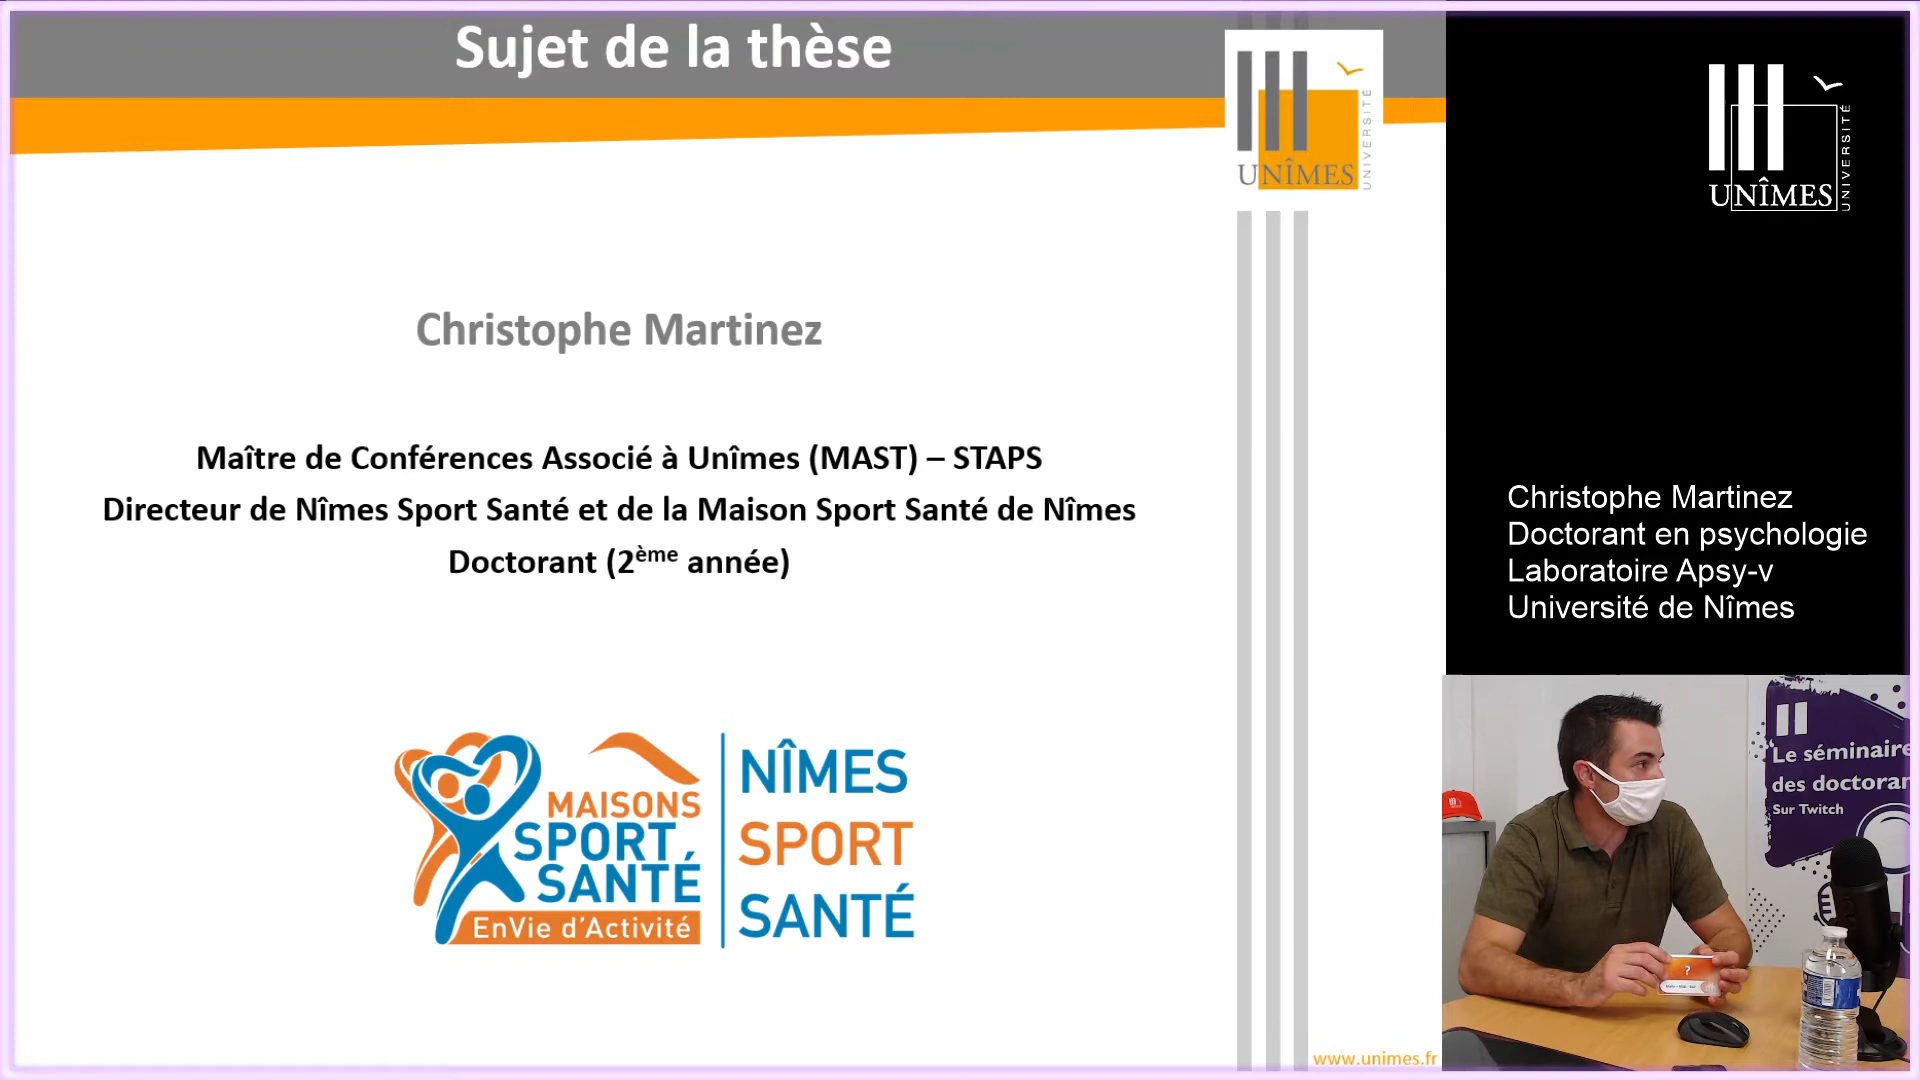 Sujet de la thèse
UNÎMES
UNIVERSITÉ
Christophe Martinez
Maître de Conférences Associé à Unîmes (MAST) – STAPS
Directeur de Nîmes Sport Santé et de la Maison Sport Santé de Nîmes
Doctorant (2ème année)
MAISONS
SPORT
SANTÉ
EnVie d'Activité
NÎMES
SPORT
SANTÉ
www.unimes.fr
UNÎMES
UNIVERSITÉ
Christophe Martinez
Doctorant en psychologie
Laboratoire Apsy-v
Université de Nîmes
Le séminaire
des doctoran
Sur Twitch
?